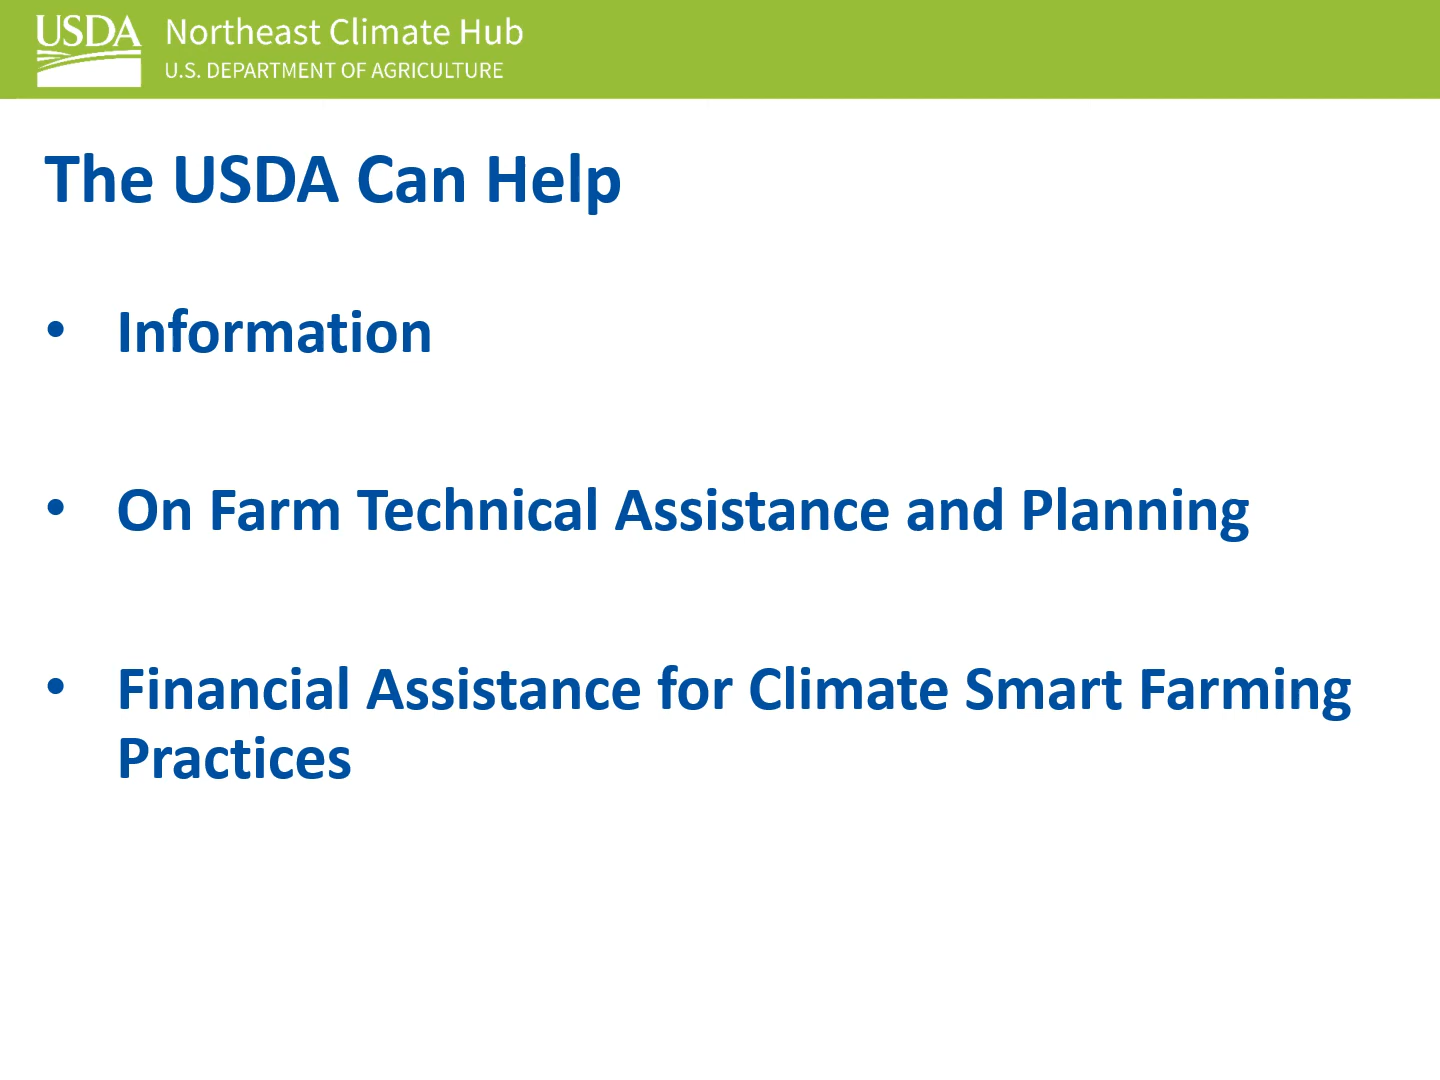 USDA
Northeast Climate Hub
U.S. DEPARTMENT OF AGRICULTURE
The USDA Can Help
• Information
• On Farm Technical Assistance and Planning
• Financial Assistance for Climate Smart Farming
Practices